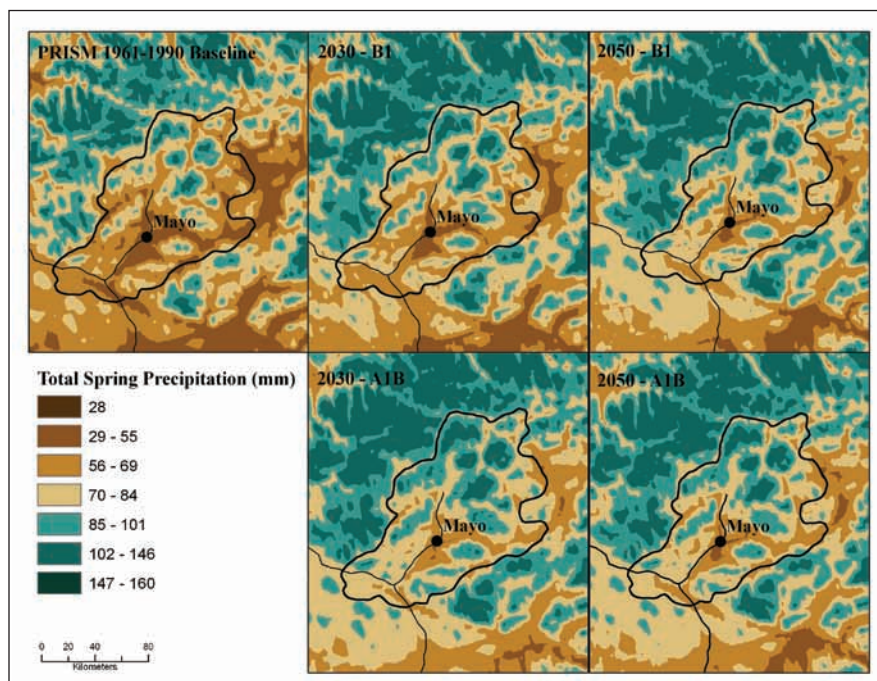 PRISM 1961-1990 Baseline
2030 - B1
2050 - B1
Mayo
Mayo
Mayo
Total Spring Precipitation (mm)
28
29 - 55
56 - 69
70 - 84
85 - 101
102 - 146
147 - 160
0 20 40 80
Kilometers
2030 - A1B
2050 - A1B
Mayo
Mayo